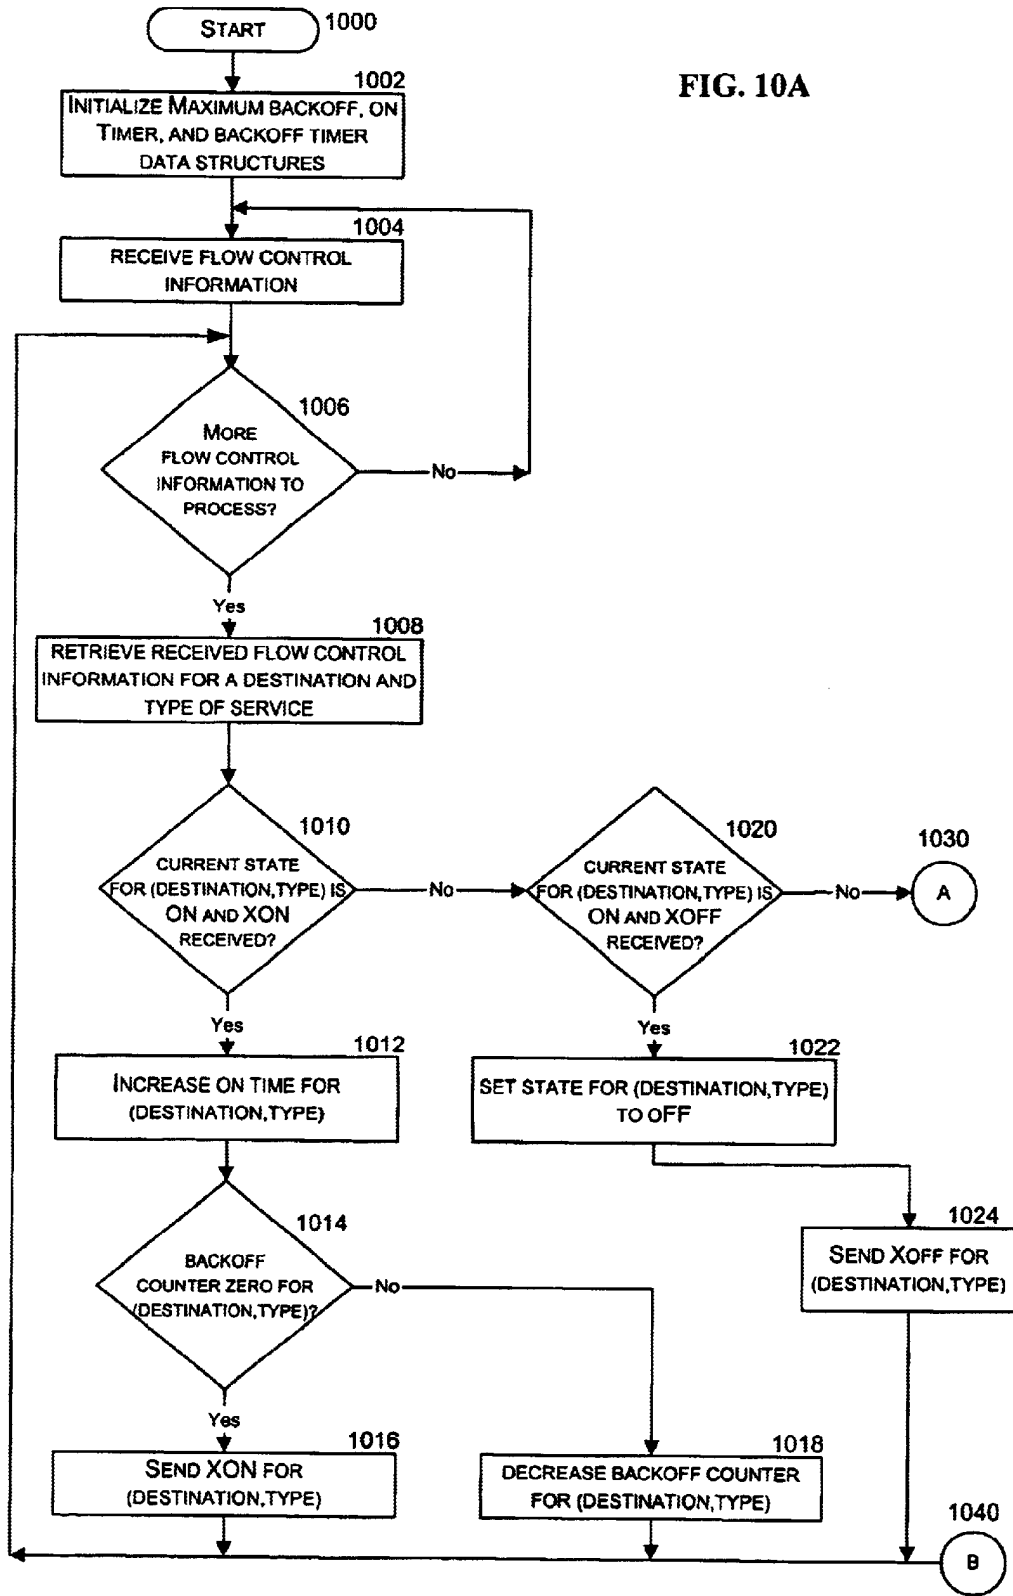 START
1000
FIG. 10A
1002
INITIALIZE MAXIMUM BACKOFF, ON
TIMER, AND BACKOFF TIMER
DATA STRUCTURES
1004
RECEIVE FLOW CONTROL
INFORMATION
1006
MORE
FLOW CONTROL
INFORMATION TO
PROCESS?
No
Yes
1008
RETRIEVE RECEIVED FLOW CONTROL
INFORMATION FOR A DESTINATION AND
TYPE OF SERVICE
1010
CURRENT STATE
FOR (DESTINATION,TYPE) IS
ON AND XON
RECEIVED?
No
1020
CURRENT STATE
FOR (DESTINATION,TYPE) IS
ON AND XOFF
RECEIVED?
No
1030
A
Yes
1012
INCREASE ON TIME FOR
(DESTINATION,TYPE)
Yes
1022
SET STATE FOR (DESTINATION,TYPE)
TO OFF
1014
BACKOFF
COUNTER ZERO FOR
(DESTINATION,TYPE)?
No
1024
SEND XOFF FOR
(DESTINATION,TYPE)
Yes
1016
SEND XON FOR
(DESTINATION,TYPE)
1018
DECREASE BACKOFF COUNTER
FOR (DESTINATION,TYPE)
1040
B